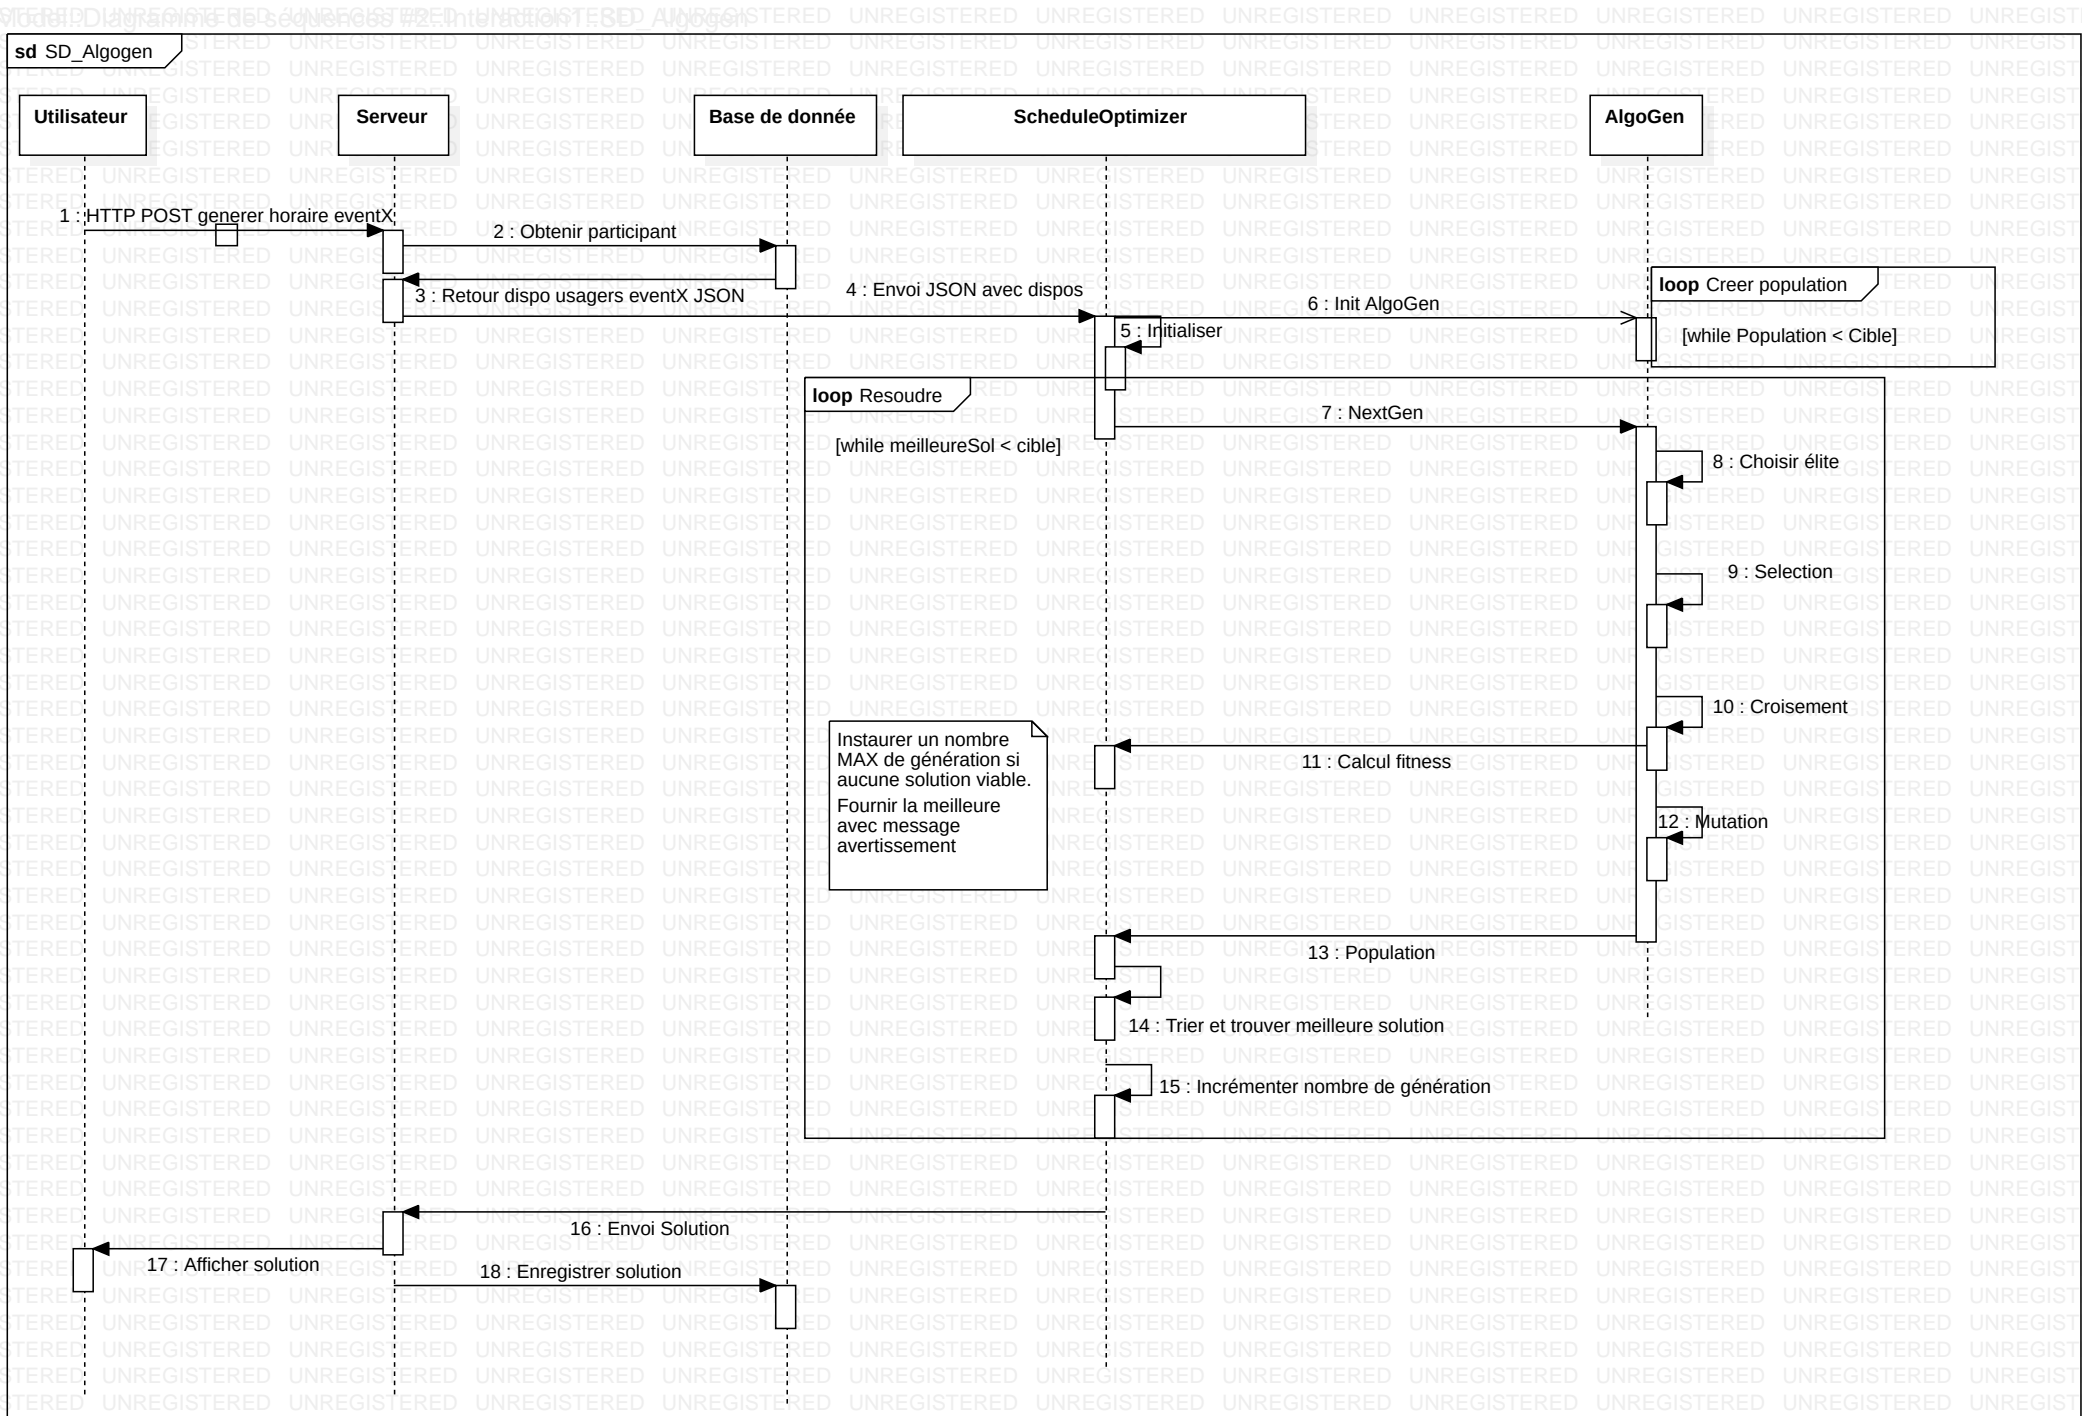 sd SD_Algogen
Utilisateur
Serveur
Base de donnée
ScheduleOptimizer
AlgoGen
1 : HTTP POST generer horaire eventX
2 : Obtenir participant
3 : Retour dispo usagers eventX JSON
4 : Envoi JSON avec dispos
5 : Initialiser
6 : Init AlgoGen
loop Creer population
[while Population < Cible]
loop Resoudre
[while meilleureSol < cible]
7 : NextGen
8 : Choisir élite
9 : Selection
10 : Croisement
11 : Calcul fitness
Instaurer un nombre
MAX de génération si
aucune solution viable.
Fournir la meilleure
avec message
avertissement
12 : Mutation
13 : Population
14 : Trier et trouver meilleure solution
15 : Incrémenter nombre de génération
16 : Envoi Solution
17 : Afficher solution
18 : Enregistrer solution
UNREGISTERED